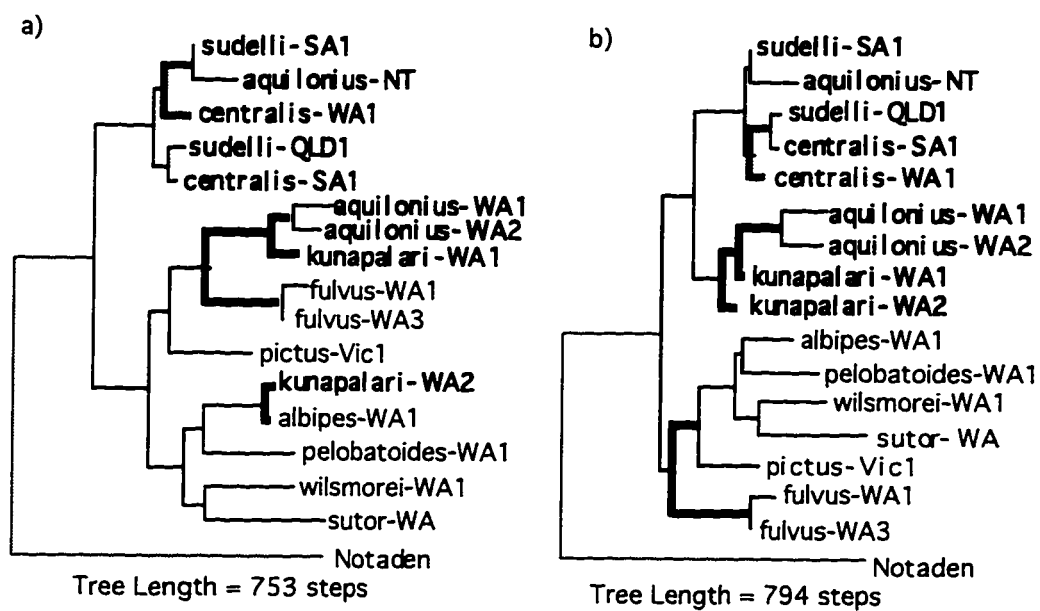 a)
sudelli-SA1
aquilonius-NT
centralis-WA1
sudelli-QLD1
centralis-SA1
aquilonius-WA1
aquilonius-WA2
kunapalari-WA1
fulvus-WA1
fulvus-WA3
pictus-Vic1
kunapalari-WA2
albipes-WA1
pelobatoides-WA1
wilsmorei-WA1
sutor-WA
Notaden
Tree Length = 753 steps
b)
sudelli-SA1
aquilonius-NT
sudelli-QLD1
centralis-SA1
centralis-WA1
aquilonius-WA1
aquilonius-WA2
kunapalari-WA1
kunapalari-WA2
albipes-WA1
pelobatoides-WA1
wilsmorei-WA1
sutor- WA
pictus-Vic1
fulvus-WA1
fulvus-WA3
Notaden
Tree Length = 794 steps